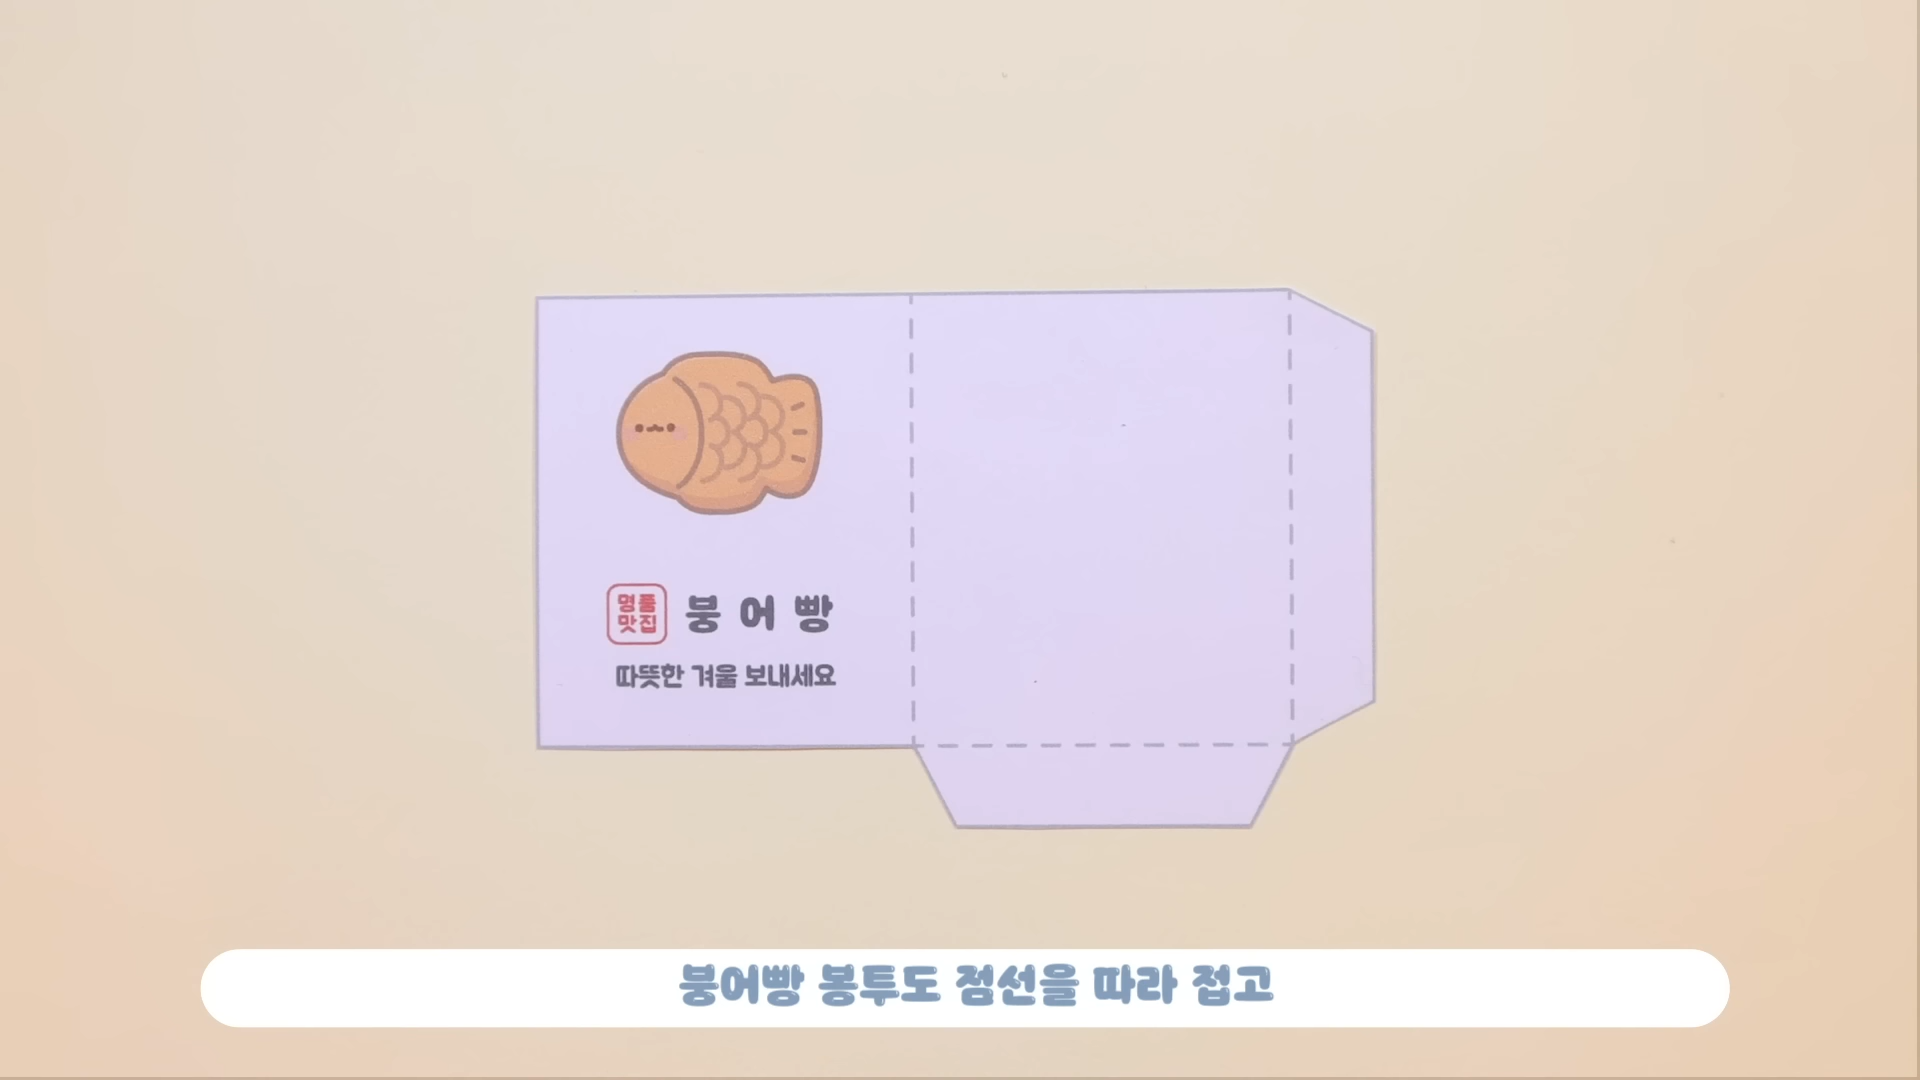 명품
맛집
붕어빵
따뜻한 겨울 보내세요
붕어빵 봉투도 점선을 따라 접고